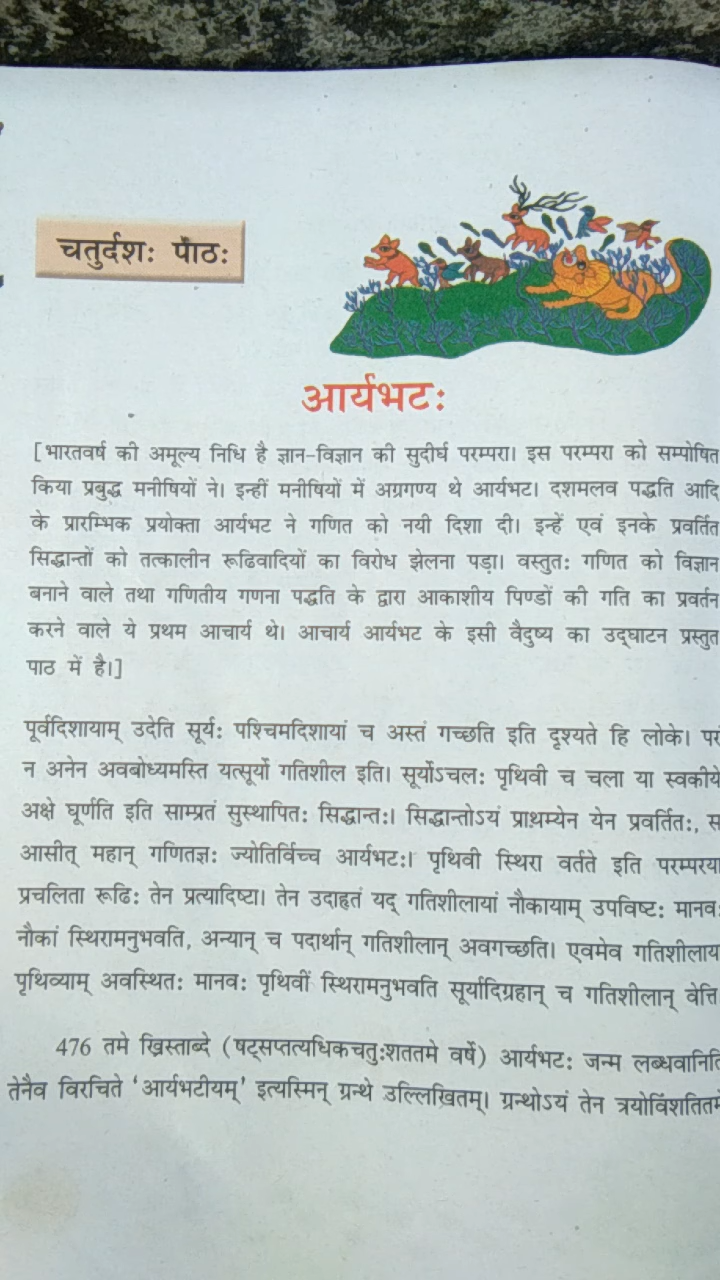 चतुर्दशः पाठः
आर्यभटः
[भारतवर्ष की अमूल्य निधि है ज्ञान-विज्ञान की सुदीर्घ परम्परा। इस परम्परा को सम्पोषित
किया प्रबुद्ध मनीषियों ने। इन्हीं मनीषियों में अग्रगण्य थे आर्यभट। दशमलव पद्धति आदि
के प्रारम्भिक प्रयोक्ता आर्यभट ने गणित को नयी दिशा दी। इन्हें एवं इनके प्रवर्तित
सिद्धान्तों को तत्कालीन रूढिवादियों का विरोध झेलना पड़ा। वस्तुतः गणित को विज्ञान
बनाने वाले तथा गणितीय गणना पद्धति के द्वारा आकाशीय पिण्डों की गति का प्रवर्तन
करने वाले ये प्रथम आचार्य थे। आचार्य आर्यभट के इसी वैदुष्य का उद्घाटन प्रस्तुत
पाठ में है।]
पूर्वदिशायाम् उदेति सूर्यः पश्चिमदिशायां च अस्तं गच्छति इति दृश्यते हि लोके।
न अनेन अवबोध्यमस्ति यत्सूर्यो गतिशील इति। सूर्योऽचलः पृथिवी च चला या स्वकीये
अक्षे घूर्णति इति साम्प्रतं सुस्थापितः सिद्धान्तः। सिद्धान्तोऽयं प्राथम्येन येन प्रवर्तितः, स
आसीत् महान् गणितज्ञः ज्योतिर्विच्च आर्यभटः। पृथिवी स्थिरा वर्तते इति परम्परया
प्रचलिता रूढिः तेन प्रत्यादिष्टा। तेन उदाहृतं यद् गतिशीलायां नौकायाम् उपविष्टः मानवः
नौकां स्थिरामनुभवति, अन्यान् च पदार्थान् गतिशीलान् अवगच्छति। एवमेव
पृथिव्याम् अवस्थितः मानवः पृथिवीं स्थिरामनुभवति सूर्यादिग्रहान् च गतिशीलान् वेत्ति
476 तमे ख्रिस्ताब्दे (षट्सप्तत्यधिकचतुःशततमे वर्षे) आर्यभटः जन्म
तेनैव विरचिते ‘आर्यभटीयम्’ इत्यस्मिन् ग्रन्थे उल्लिखितम्। ग्रन्थोऽयं तेन